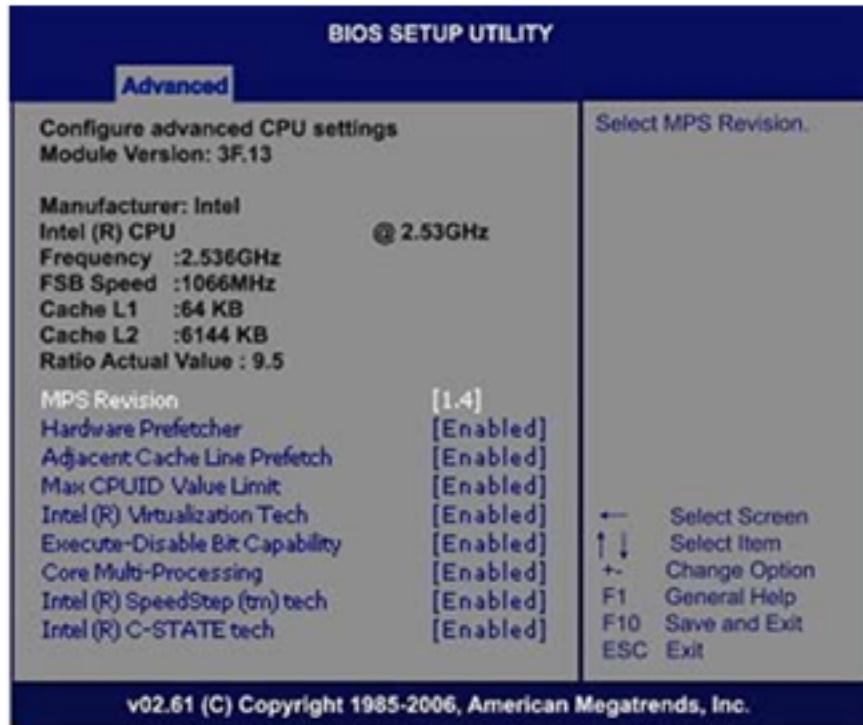 BIOS SETUP UTILITY
Advanced
Configure advanced CPU settings
Module Version: 3F.13
Manufacturer: Intel
Intel (R) CPU @ 2.53GHz
Frequency :2.536GHz
FSB Speed :1066MHz
Cache L1 :64 KB
Cache L2 :6144 KB
Ratio Actual Value : 9.5
MPS Revision [1.4]
Hardware Prefetcher [Enabled]
Adjacent Cache Line Prefetch [Enabled]
Max CPUID Value Limit [Enabled]
Intel (R) Virtualization Tech [Enabled]
Execute-Disable Bit Capability [Enabled]
Core Multi-Processing [Enabled]
Intel (R) SpeedStep (tm) tech [Enabled]
Intel (R) C-STATE tech [Enabled]
Select MPS Revision.
← Select Screen
↑↓ Select Item
+- Change Option
F1 General Help
F10 Save and Exit
ESC Exit
v02.61 (C) Copyright 1985-2006, American Megatrends, Inc.